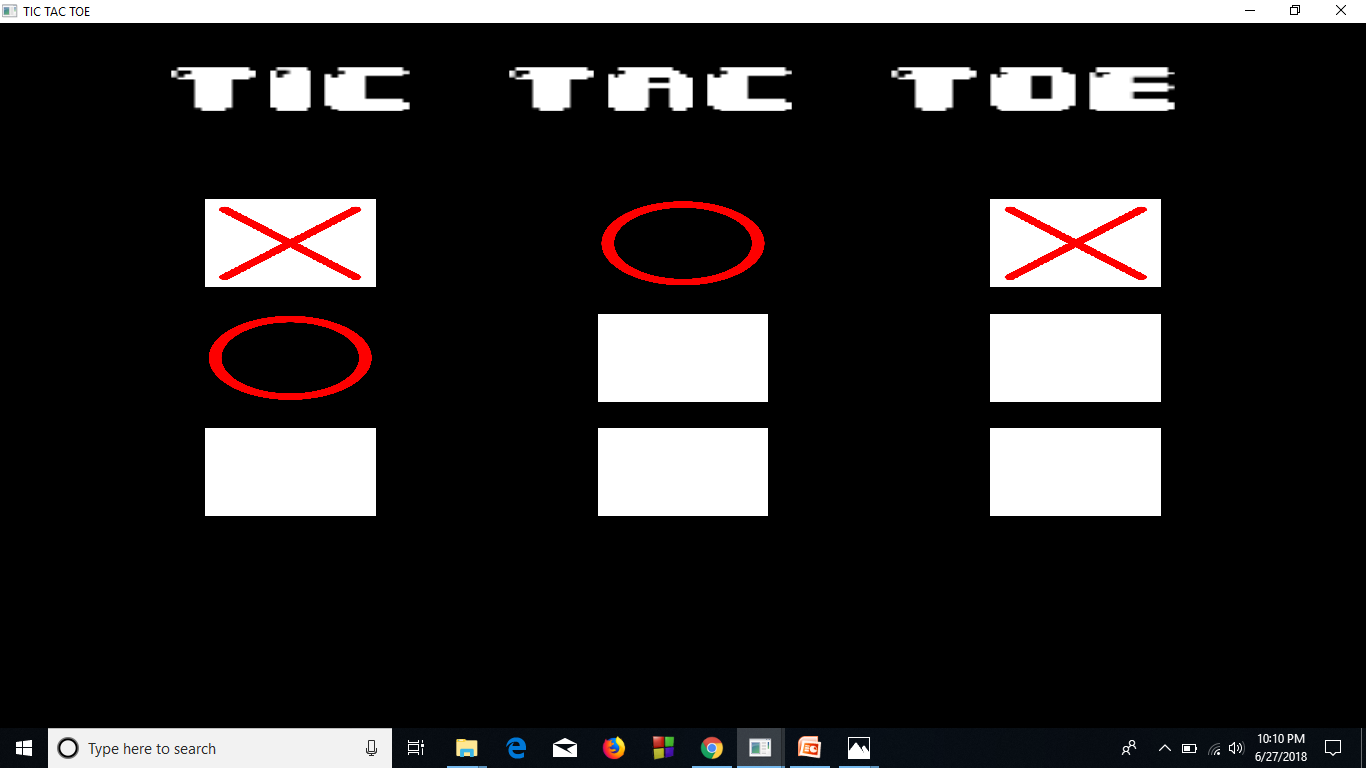 TIC TAC TOE
TIC TAC TOE
Type here to search
10:10 PM
6/27/2018